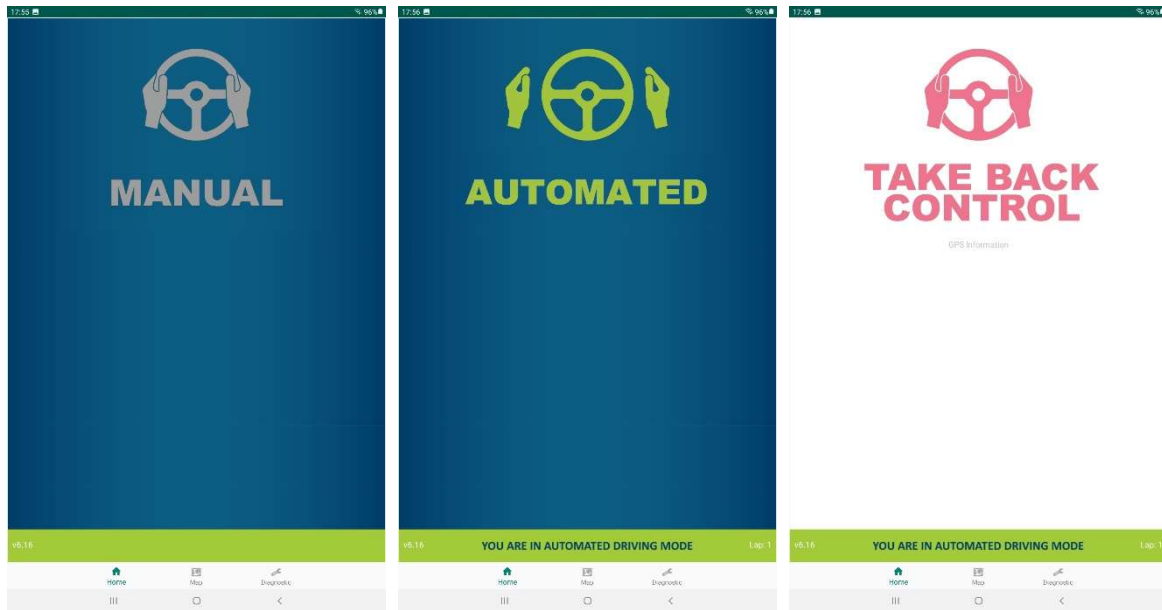 17:55
96%
MANUAL
v6.16
Home
Map
Diagnostic
17:56
96%
AUTOMATED
v6.16
YOU ARE IN AUTOMATED DRIVING MODE
Lap: 1
Home
Map
Diagnostic
17:56
96%
TAKE BACK
CONTROL
GPS Information
v6.16
YOU ARE IN AUTOMATED DRIVING MODE
Lap: 1
Home
Map
Diagnostic